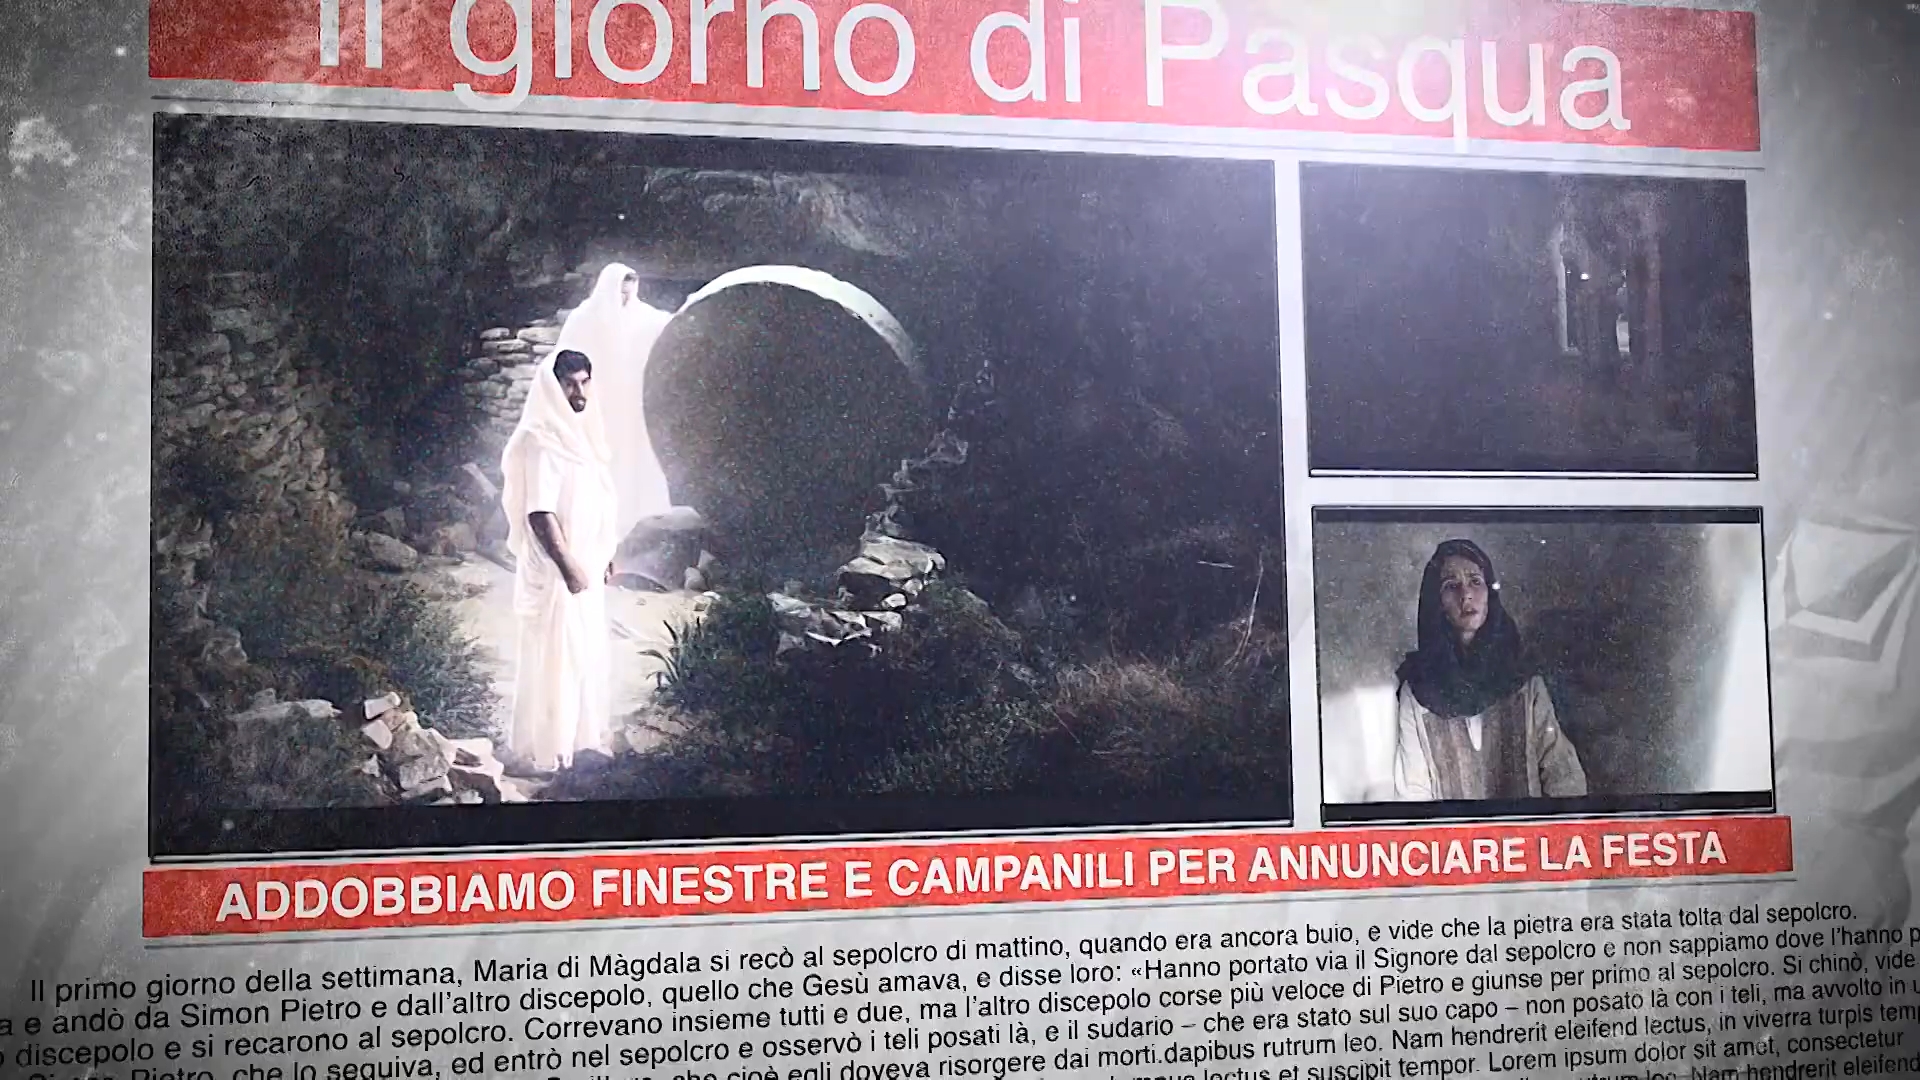 Il giorno di Pasqua
ADDOBBIAMO FINESTRE E CAMPANILI PER ANNUNCIARE LA FESTA
Il primo giorno della settimana, Maria di Màgdala si recò al sepolcro di mattino, quando era ancora buio, e vide che la pietra era stata tolta dal sepolcro.
a e andò da Simon Pietro e dall'altro discepolo, quello che Gesù amava, e disse loro: «Hanno portato via il Signore dal sepolcro e non sappiamo dove l'hanno p
discepolo e si recarono al sepolcro. Correvano insieme tutti e due, ma l'altro discepolo corse più veloce di Pietro e giunse per primo al sepolcro. Si chinò, vide
Pietro, che lo seguiva, ed entrò nel sepolcro e osservò i teli posati là, e il sudario – che era stato sul suo capo – non posato là con i teli, ma avvolto in u
che cioè egli doveva risorgere dai morti.dapibus rutrum leo. Nam hendrerit eleifend lectus, in viverra turpis temp
lectus et suscipit tempor. Lorem ipsum dolor sit amet, consectetur
Nam hendrerit eleifend